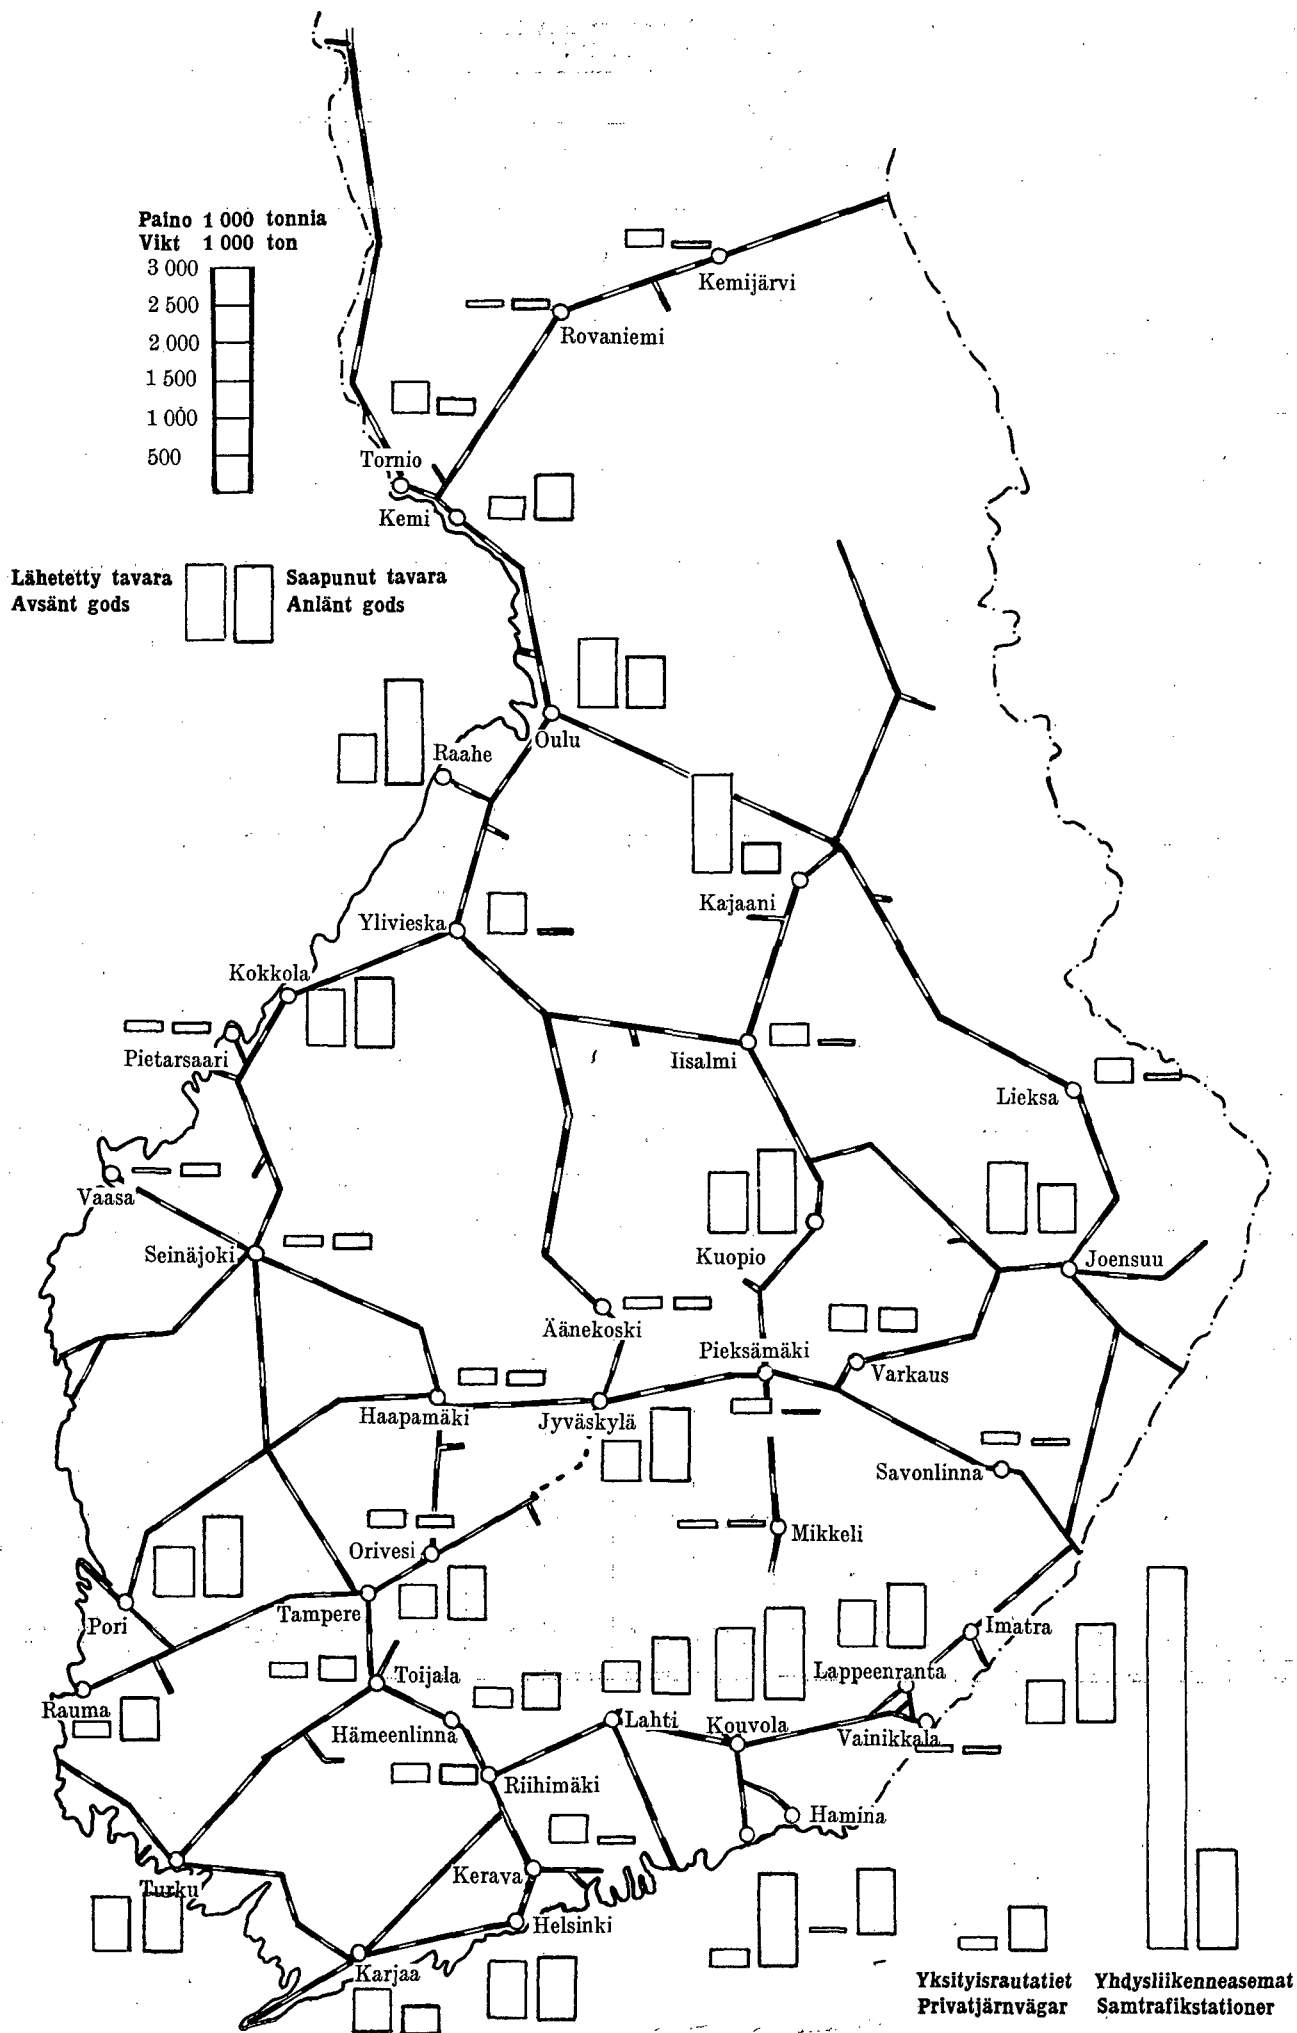 Paino 1 000 tonnia
Vikt 1 000 ton
3 000
2 500
2 000
1 500
1 000
500
Kemijärvi
Rovaniemi
Tornio
Kemi
Lähetetty tavara
Avsänt gods
Saapunut tavara
Anlänt gods
Oulu
Raahe
Kajaani
Ylivieska
Kokkola
Pietarsaari
Iisalmi
Lieksa
Vaasa
Seinäjoki
Kuopio
Joensuu
Äänekoski
Pieksämäki
Varkaus
Haapamäki
Jyväskylä
Savonlinna
Mikkeli
Orivesi
Tampere
Pori
Imatra
Toijala
Lappeenranta
Rauma
Hämeenlinna
Lahti
Kouvola
Vainikkala
Riihimäki
Hamina
Kerava
Turku
Helsinki
Karjaa
Yksityisrautatiet
Privatjärnvägar
Yhdysliikenneasemat
Samtrafikstationer